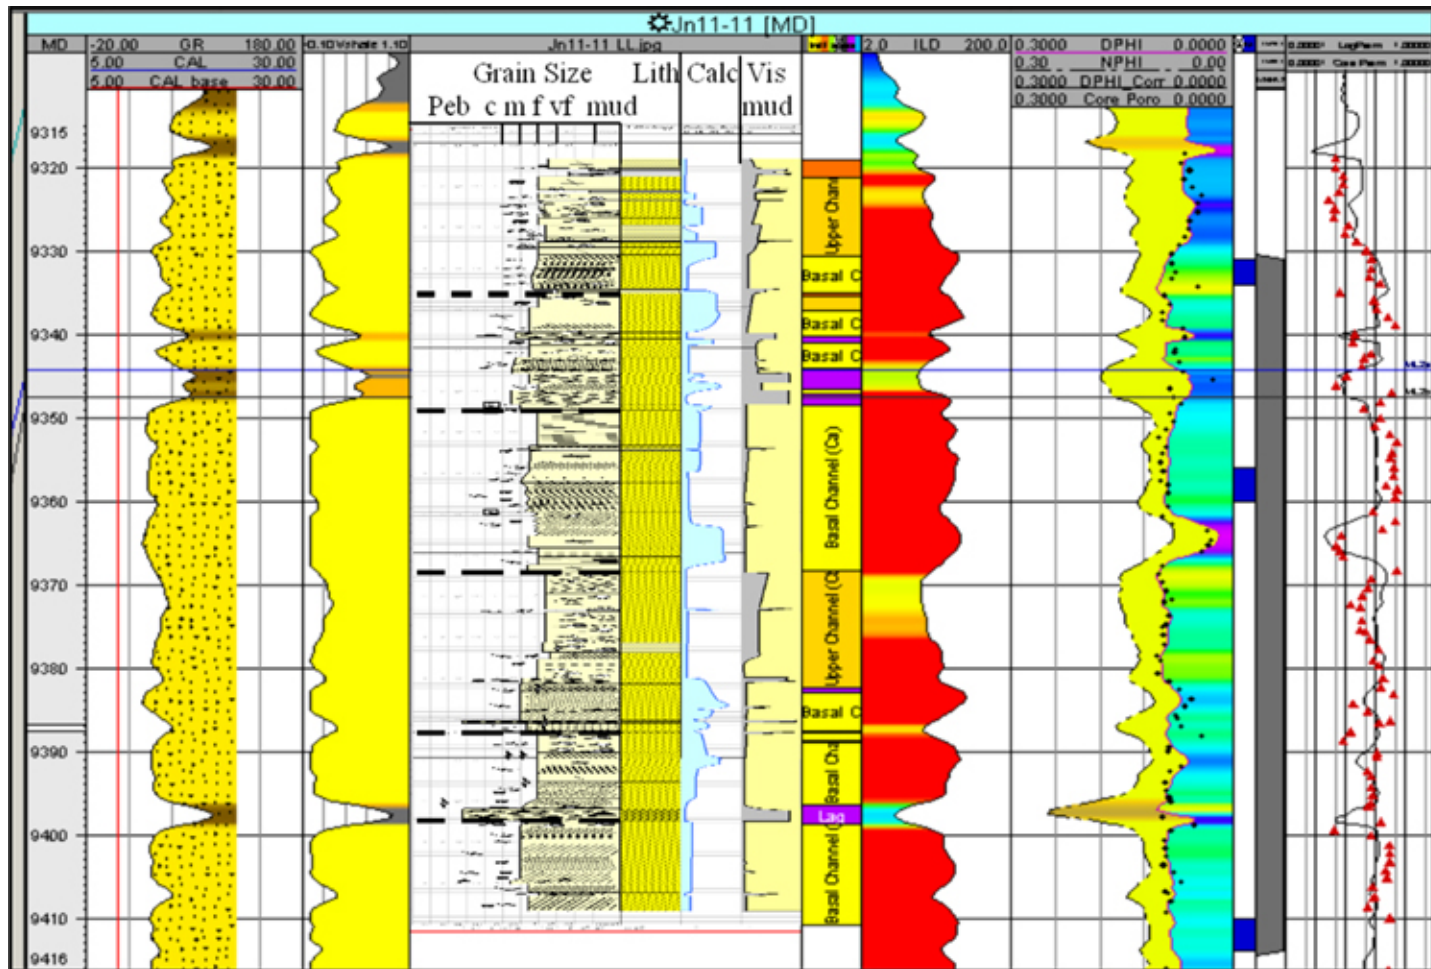 Jn11-11 [MD]
MD -20.00 GR 180.00 -0.10 Vshale 1.10 Jn11-11 LL.jpg 2.0 ILD 200.0 0.3000 DPHI 0.0000
5.00 CAL 30.00 0.30 NPHI 0.00
5.00 CAL base 30.00 0.3000 DPHI_Corr 0.0000
0.3000 Core Poro 0.0000
Grain Size Lith Calc Vis
Peb c m f vf mud mud
9315
9320
9330
9340
9350
9360
9370
9380
9390
9400
9410
9416
Upper Chann
Basal C
Basal C
Basal C
Basal Channel (Ca)
Upper Channel (C
Basal C
Basal Cha
Lag
Basal Channel (